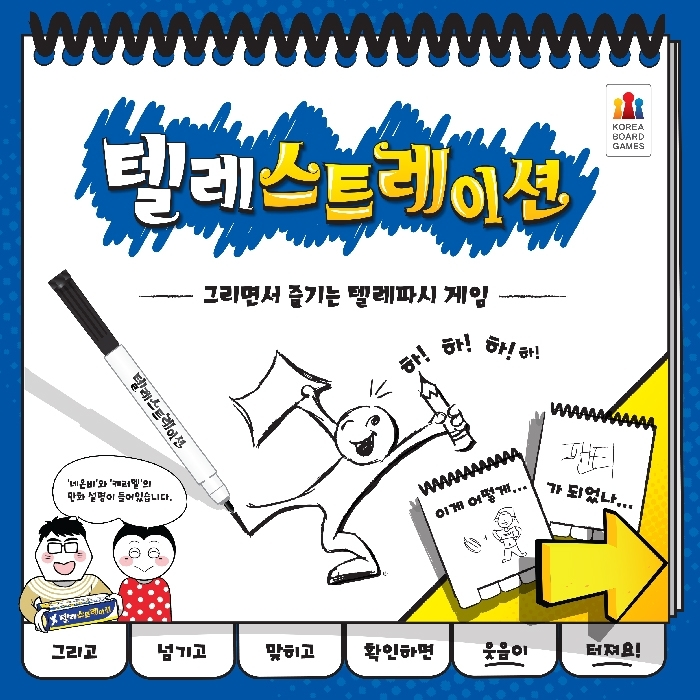 KOREA
BOARD
GAMES
텔레스트레이션
그리면서 즐기는 텔레파시 게임
하! 하! 하! 하!
텔레스트레이션
팬티
이게 어떻게...
가 되었나...
'네온비'와 '캐러멜'의
만화 설명이 들어있습니다.
텔레스트레이션
그리고
넘기고
맞히고
확인하면
웃음이
터져요!